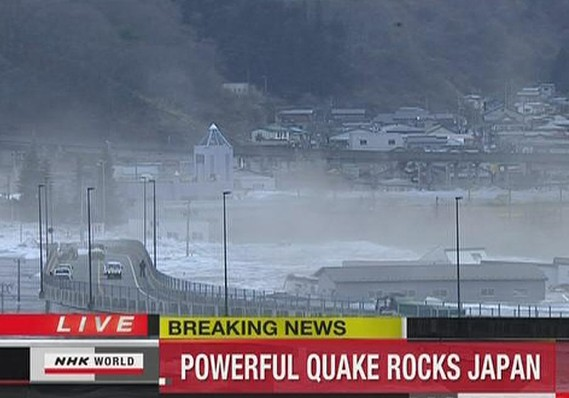 LIVE
BREAKING NEWS
NHK WORLD
POWERFUL QUAKE ROCKS JAPAN